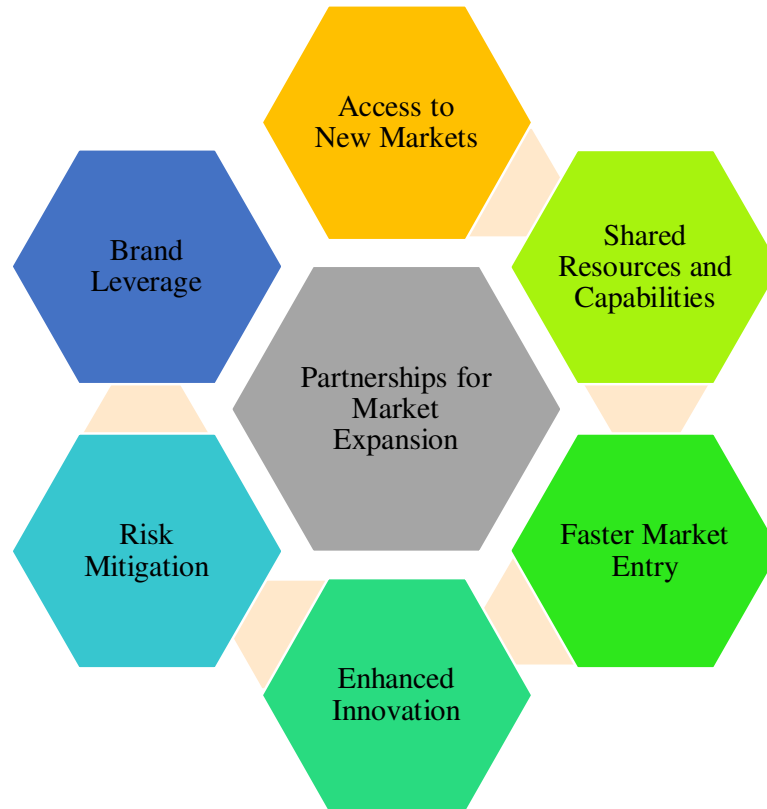 Access to
New Markets
Shared
Resources and
Capabilities
Faster Market
Entry
Enhanced
Innovation
Risk
Mitigation
Brand
Leverage
Partnerships for
Market
Expansion